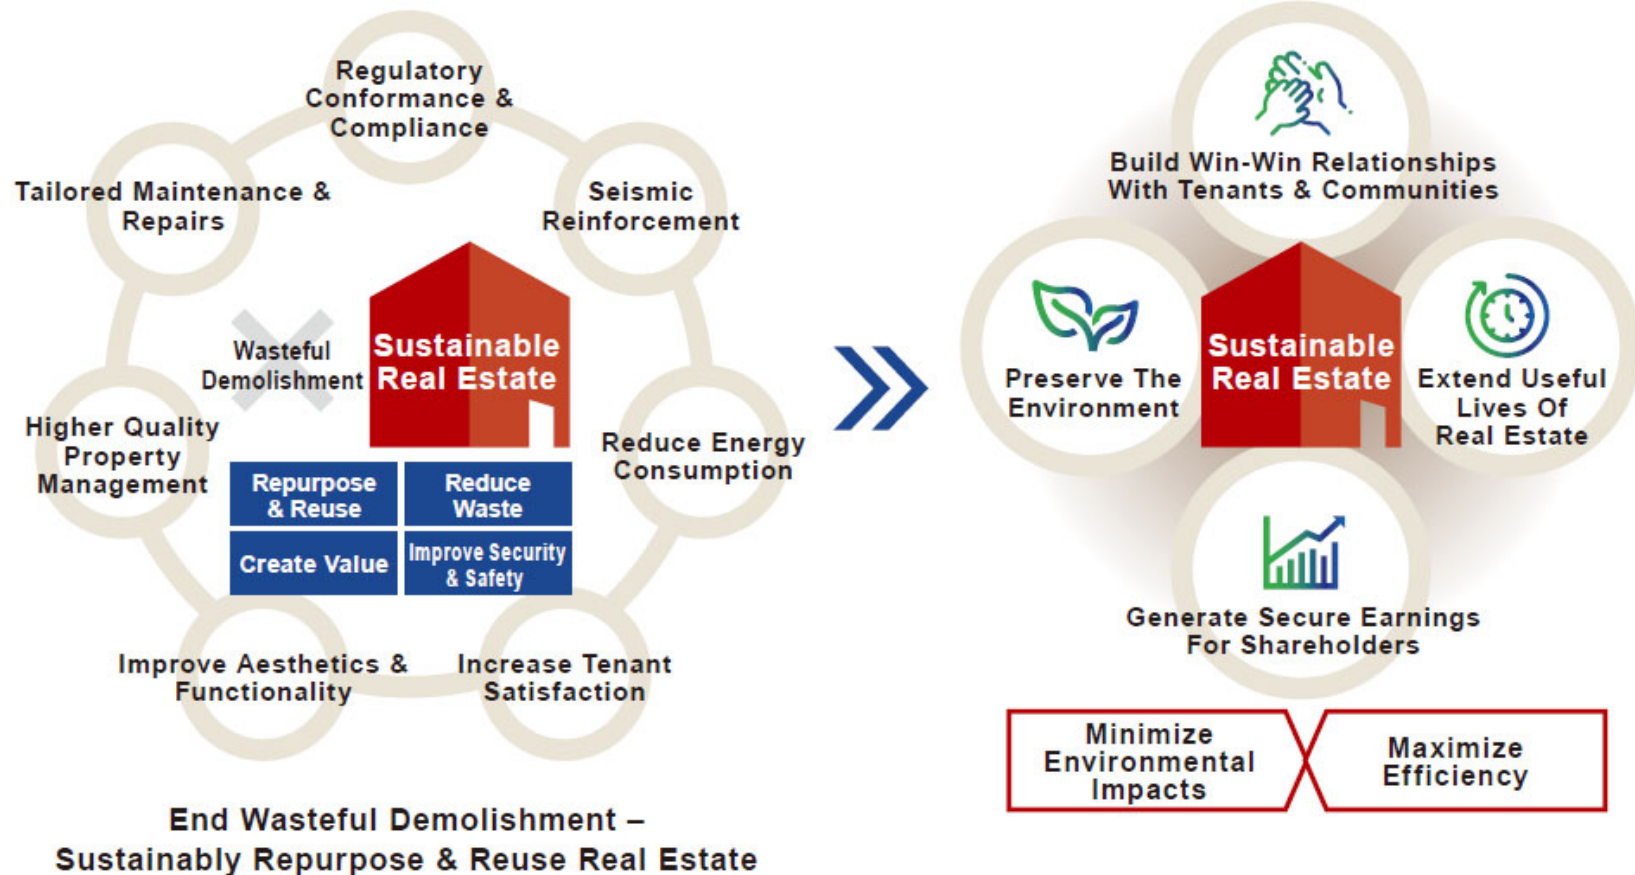 Regulatory
Conformance &
Compliance
Tailored Maintenance &
Repairs
Seismic
Reinforcement
Wasteful
Demolishment
Sustainable
Real Estate
Higher Quality
Property
Management
Reduce Energy
Consumption
Repurpose
& Reuse
Reduce
Waste
Create Value
Improve Security
& Safety
Improve Aesthetics &
Functionality
Increase Tenant
Satisfaction
End Wasteful Demolishment –
Sustainably Repurpose & Reuse Real Estate
Build Win-Win Relationships
With Tenants & Communities
Preserve The
Environment
Sustainable
Real Estate
Extend Useful
Lives Of
Real Estate
Generate Secure Earnings
For Shareholders
Minimize
Environmental
Impacts
Maximize
Efficiency